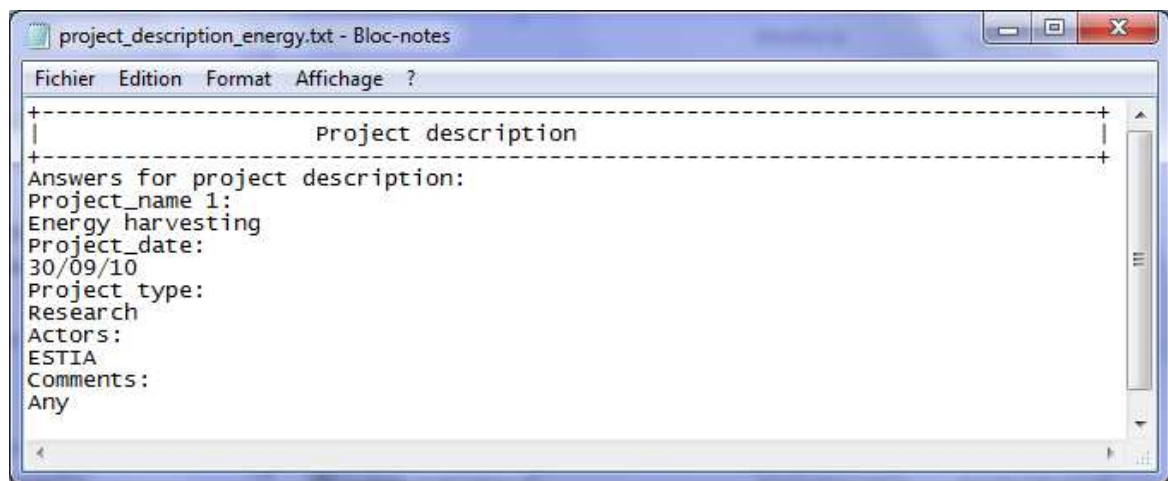 project_description_energy.txt - Bloc-notes
Fichier Edition Format Affichage ?
+-----------------------------------------------------------------------------+
| Project description |
+-----------------------------------------------------------------------------+
Answers for project description:
Project_name 1:
Energy harvesting
Project_date:
30/09/10
Project type:
Research
Actors:
ESTIA
Comments:
Any